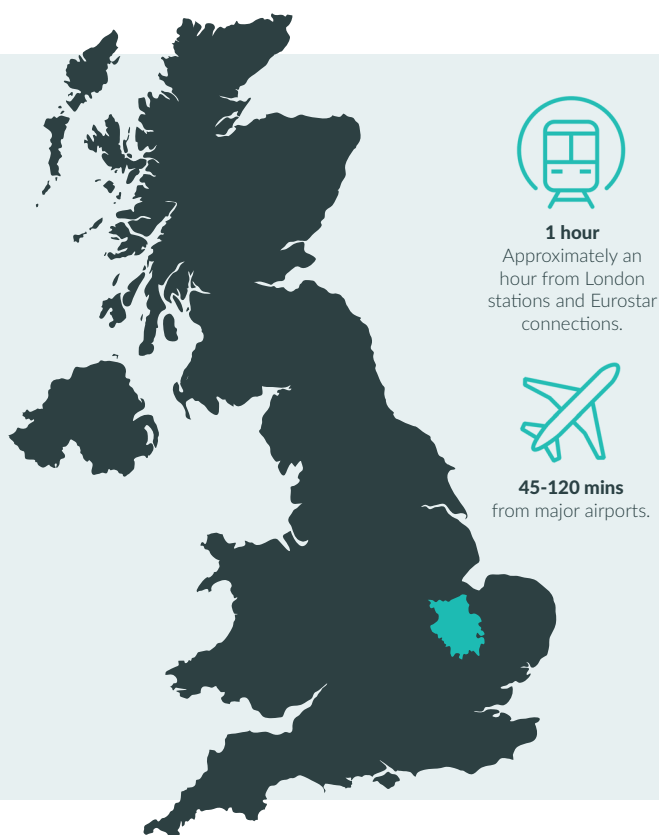 1 hour
Approximately an
hour from London
stations and Eurostar
connections.
45-120 mins
from major airports.